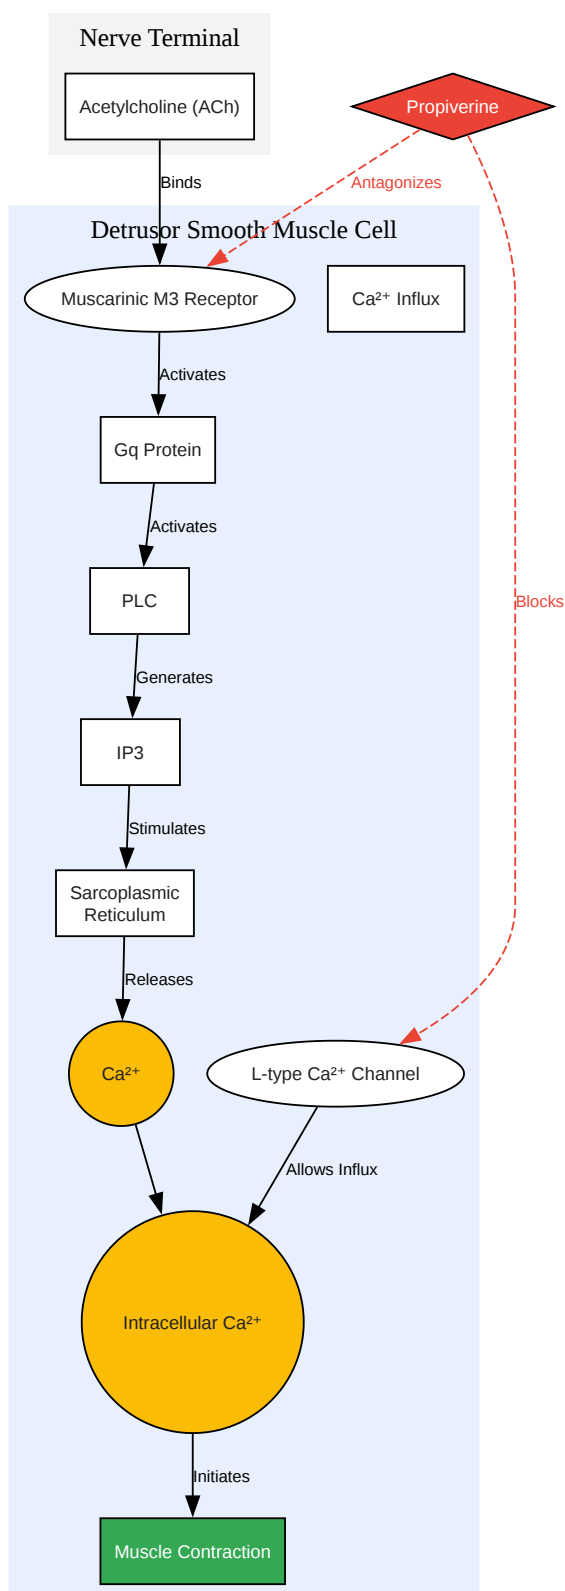 Nerve Terminal
Acetylcholine (ACh)
Propiverine
Binds
Antagonizes
Detrusor Smooth Muscle Cell
Muscarinic M3 Receptor
Ca²⁺ Influx
Activates
Gq Protein
Activates
PLC
Blocks
Generates
IP3
Stimulates
Sarcoplasmic
Reticulum
Releases
Ca²⁺
L-type Ca²⁺ Channel
Allows Influx
Intracellular Ca²⁺
Initiates
Muscle Contraction